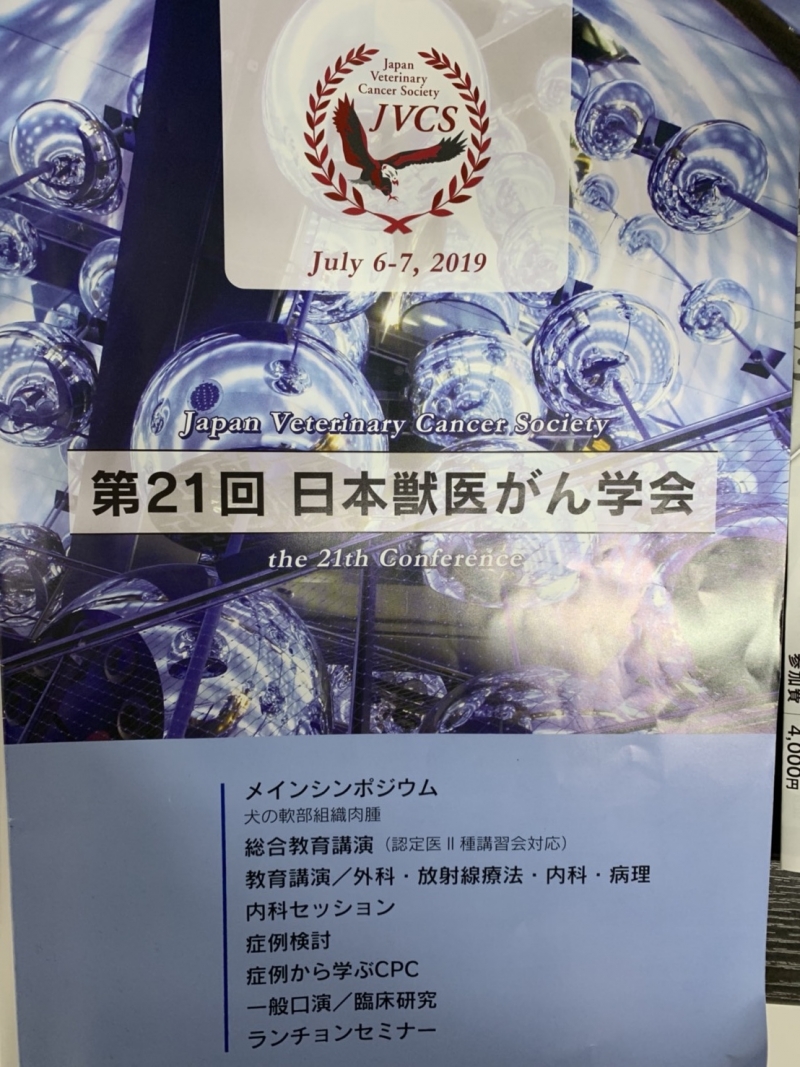 Japan
Veterinary
Cancer Society
JVCS
July 6-7, 2019
Japan Veterinary Cancer Society
第21回 日本獣医がん学会
the 21th Conference
メインシンポジウム
犬の軟部組織肉腫
総合教育講演（認定医Ⅱ種講習会対応）
教育講演／外科・放射線療法・内科・病理
内科セッション
症例検討
症例から学ぶCPC
一般口演／臨床研究
ランチョンセミナー
参加費 4,000円